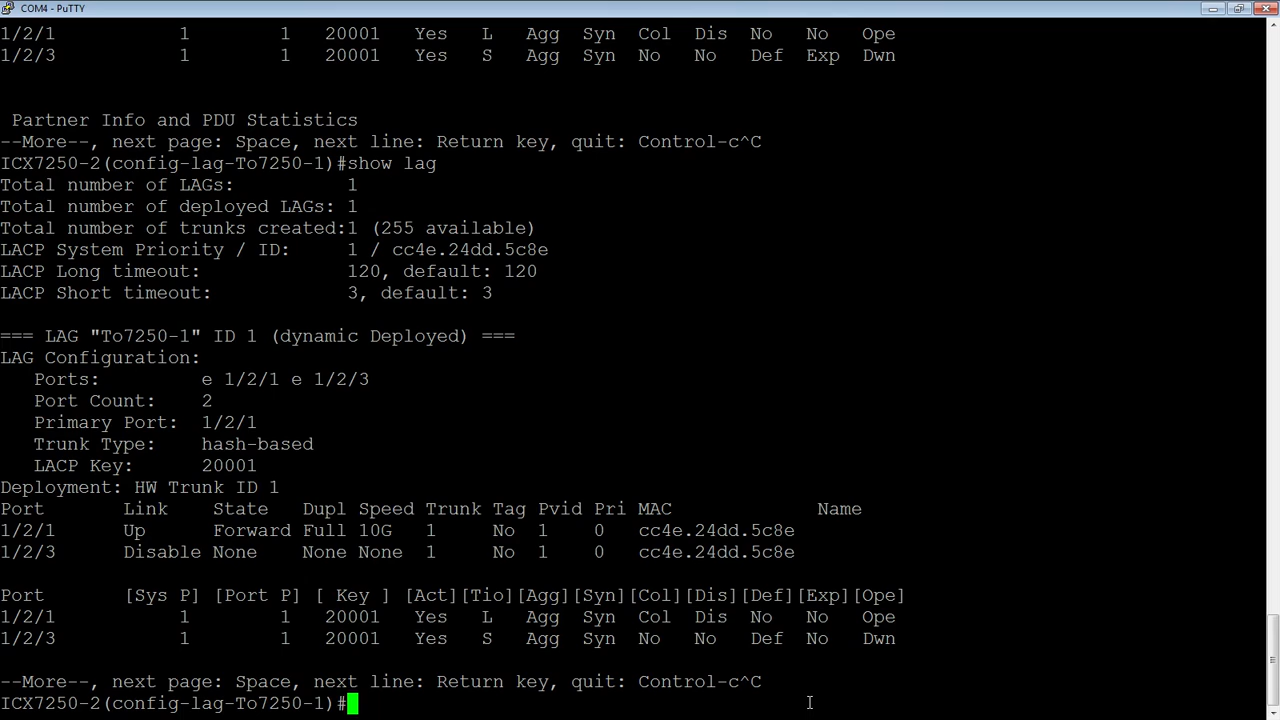 COM4 - PuTTY
1/2/1 1 1 20001 Yes L Agg Syn Col Dis No No Ope
1/2/3 1 1 20001 Yes S Agg Syn No No Def Exp Dwn
Partner Info and PDU Statistics
--More--, next page: Space, next line: Return key, quit: Control-c^C
ICX7250-2(config-lag-To7250-1)#show lag
Total number of LAGs: 1
Total number of deployed LAGs: 1
Total number of trunks created:1 (255 available)
LACP System Priority / ID: 1 / cc4e.24dd.5c8e
LACP Long timeout: 120, default: 120
LACP Short timeout: 3, default: 3
=== LAG "To7250-1" ID 1 (dynamic Deployed) ===
LAG Configuration:
Ports: e 1/2/1 e 1/2/3
Port Count: 2
Primary Port: 1/2/1
Trunk Type: hash-based
LACP Key: 20001
Deployment: HW Trunk ID 1
Port Link State Dupl Speed Trunk Tag Pvid Pri MAC Name
1/2/1 Up Forward Full 10G 1 No 1 0 cc4e.24dd.5c8e
1/2/3 Disable None None None 1 No 1 0 cc4e.24dd.5c8e
Port [Sys P] [Port P] [ Key ] [Act][Tio][Agg][Syn][Col][Dis][Def][Exp][Ope]
1/2/1 1 1 20001 Yes L Agg Syn Col Dis No No Ope
1/2/3 1 1 20001 Yes S Agg Syn No No Def No Dwn
--More--, next page: Space, next line: Return key, quit: Control-c^C
ICX7250-2(config-lag-To7250-1)#